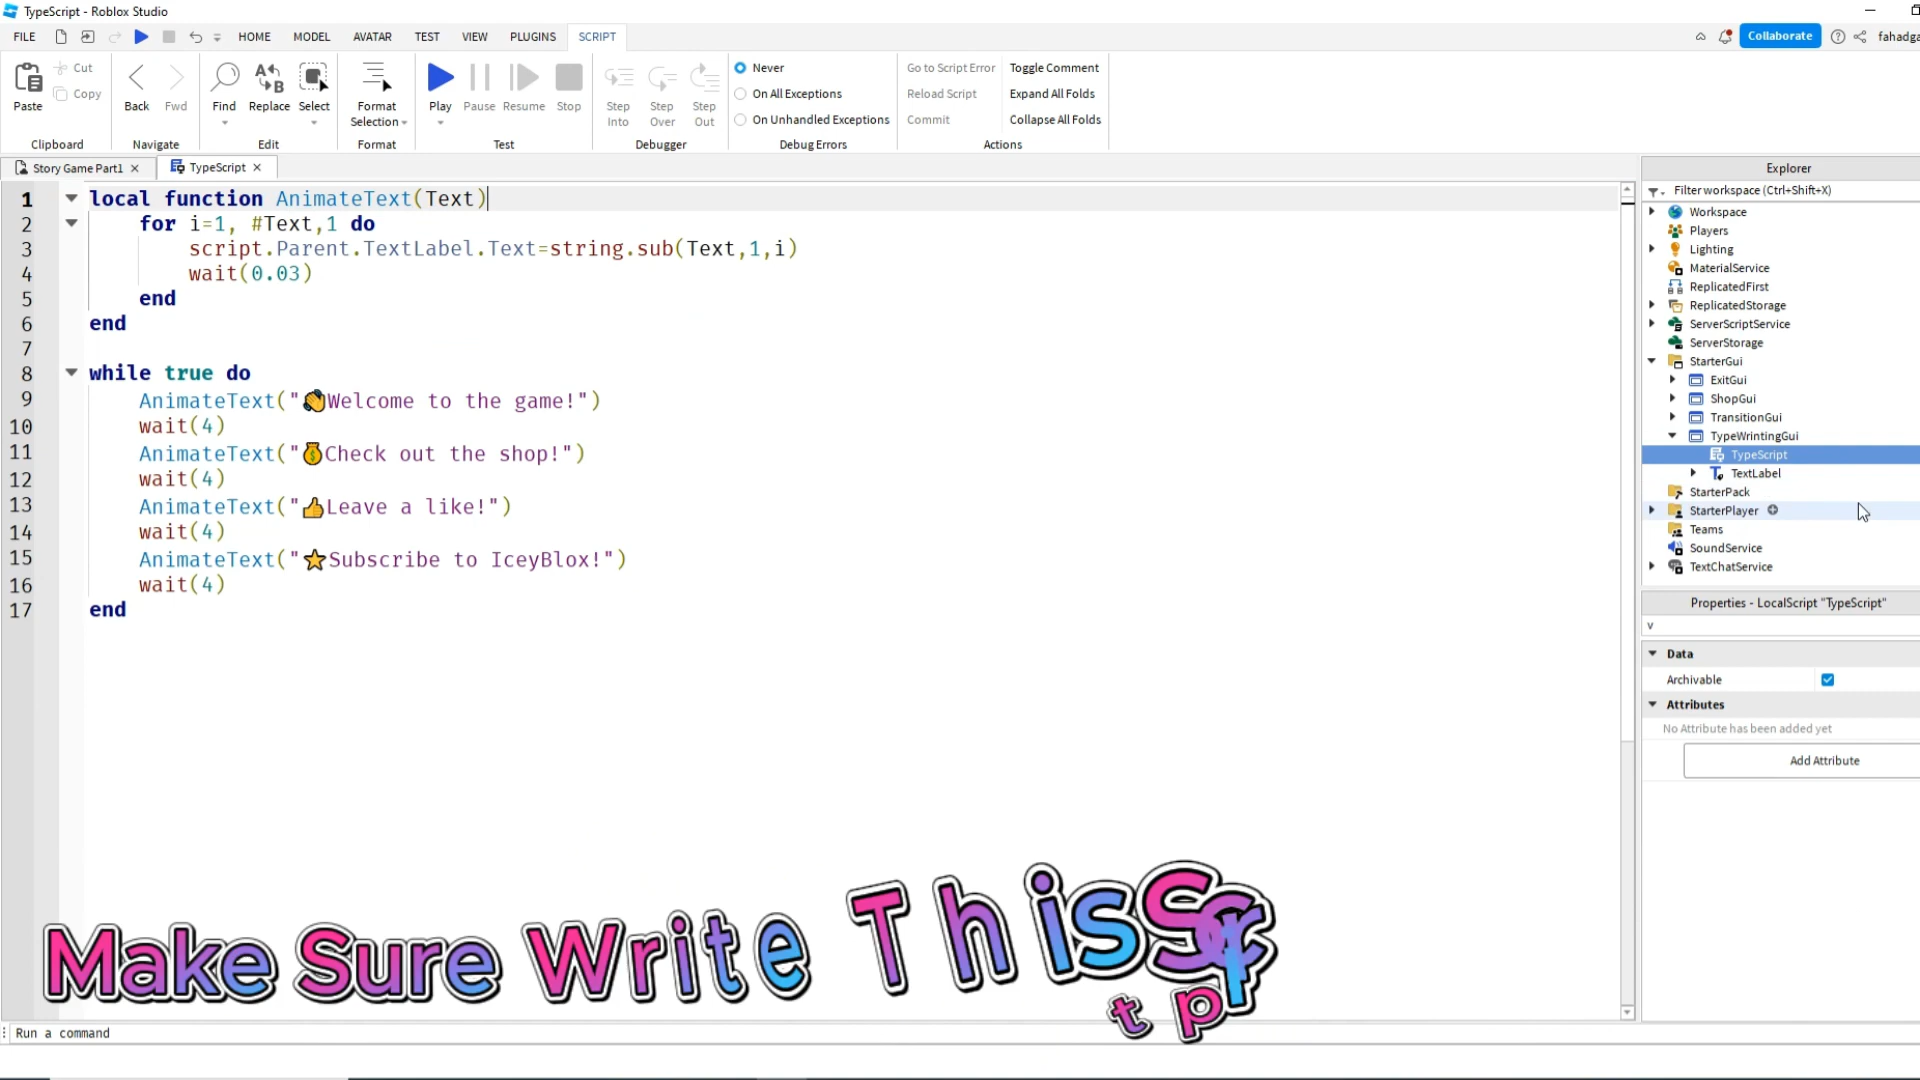 TypeScript - Roblox Studio
FILE HOME MODEL AVATAR TEST VIEW PLUGINS SCRIPT Collaborate fahadga
Paste Cut Copy Back Fwd Find Replace Select Format Selection Play Pause Resume Stop Step Into Step Over Step Out
Never
On All Exceptions
On Unhandled Exceptions
Go to Script Error
Reload Script
Commit
Toggle Comment
Expand All Folds
Collapse All Folds
Clipboard Navigate Edit Format Test Debugger Debug Errors Actions
Story Game Part1 TypeScript
1 local function AnimateText(Text)
2 for i=1, #Text,1 do
3 script.Parent.TextLabel.Text=string.sub(Text,1,i)
4 wait(0.03)
5 end
6 end
7
8 while true do
9 AnimateText("👋Welcome to the game!")
10 wait(4)
11 AnimateText("💰Check out the shop!")
12 wait(4)
13 AnimateText("👍Leave a like!")
14 wait(4)
15 AnimateText("⭐Subscribe to IceyBlox!")
16 wait(4)
17 end
Explorer
Filter workspace (Ctrl+Shift+X)
Workspace
Players
Lighting
MaterialService
ReplicatedFirst
ReplicatedStorage
ServerScriptService
ServerStorage
StarterGui
ExitGui
ShopGui
TransitionGui
TypeWrintingGui
TypeScript
TextLabel
StarterPack
StarterPlayer
Teams
SoundService
TextChatService
Properties - LocalScript "TypeScript"
v
Data
Archivable
Attributes
No Attribute has been added yet
Add Attribute
Make Sure Write This Script
Run a command